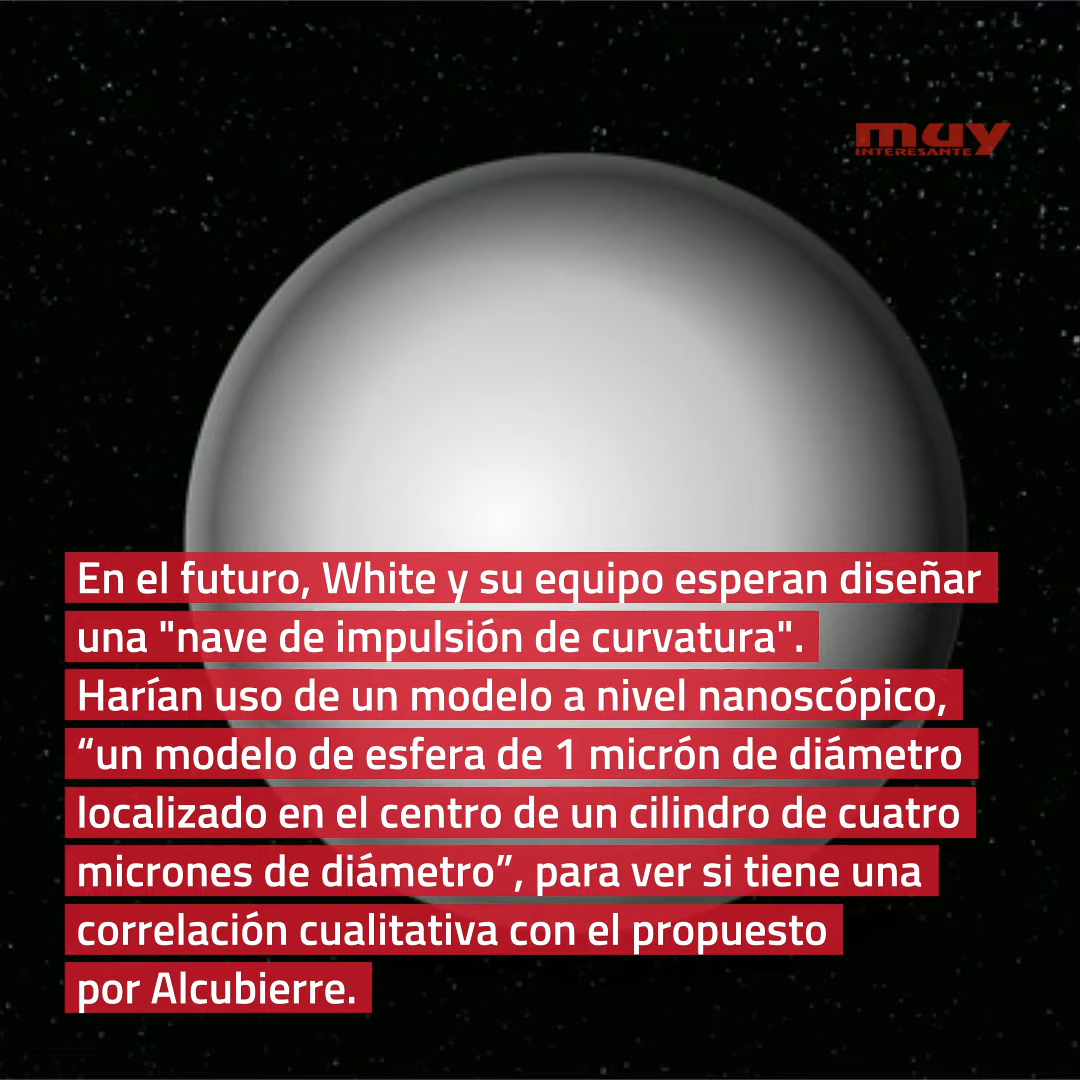 muy
INTERESANTE
En el futuro, White y su equipo esperan diseñar
una "nave de impulsión de curvatura".
Harían uso de un modelo a nivel nanoscópico,
“un modelo de esfera de 1 micrón de diámetro
localizado en el centro de un cilindro de cuatro
micrones de diámetro”, para ver si tiene una
correlación cualitativa con el propuesto
por Alcubierre.